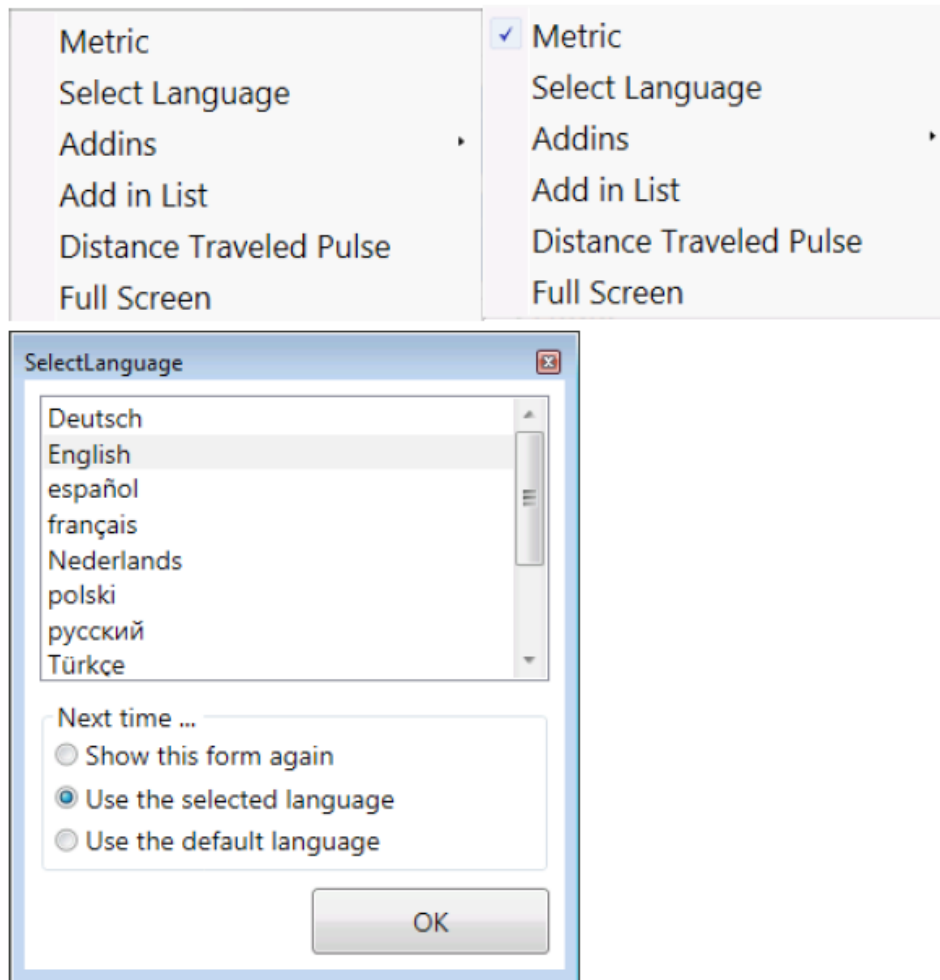 Metric
Select Language
Addins
Add in List
Distance Traveled Pulse
Full Screen
Metric
Select Language
Addins
Add in List
Distance Traveled Pulse
Full Screen
SelectLanguage
Deutsch
English
español
français
Nederlands
polski
русский
Türkçe
Next time ...
Show this form again
Use the selected language
Use the default language
OK